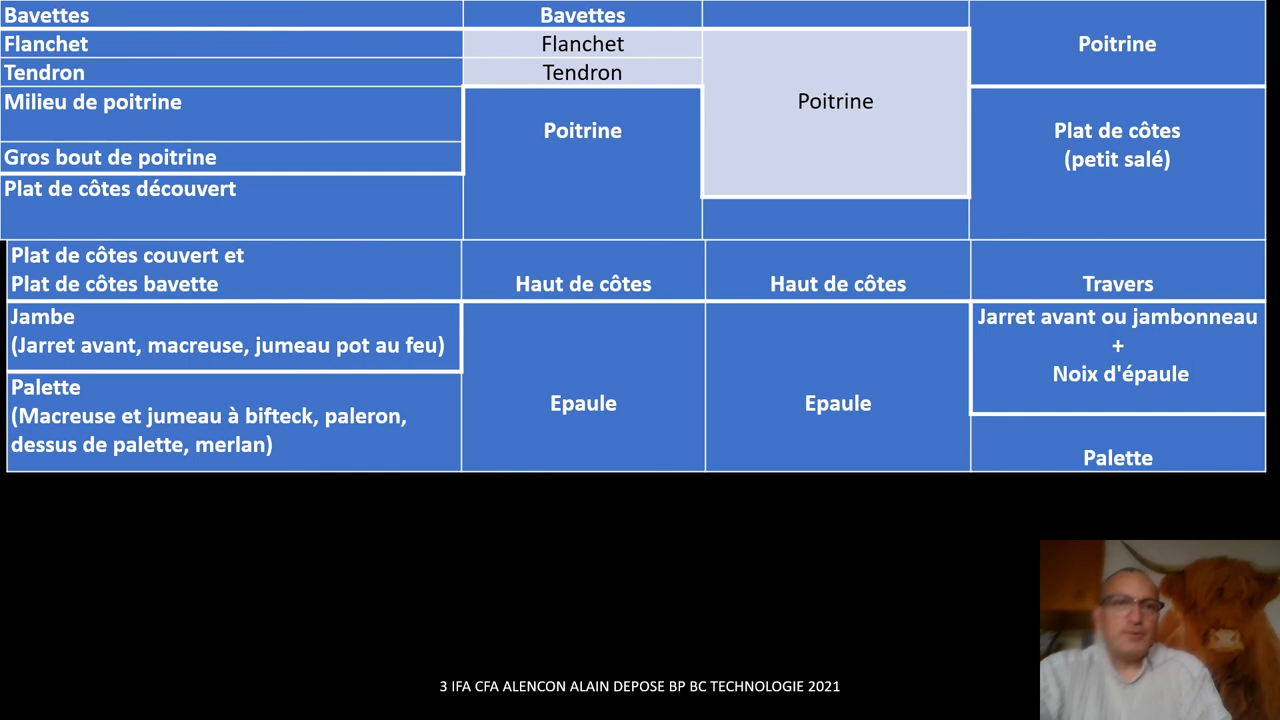 Bavettes
Bavettes
Flanchet
Flanchet
Poitrine
Tendron
Tendron
Milieu de poitrine
Poitrine
Poitrine
Plat de côtes
(petit salé)
Gros bout de poitrine
Plat de côtes découvert
Plat de côtes couvert et
Plat de côtes bavette
Haut de côtes
Haut de côtes
Travers
Jambe
(Jarret avant, macreuse, jumeau pot au feu)
Jarret avant ou jambonneau
+
Noix d'épaule
Palette
(Macreuse et jumeau à bifteck, paleron,
dessus de palette, merlan)
Epaule
Epaule
Palette
3 IFA CFA ALENCON ALAIN DEPOSE BP BC TECHNOLOGIE 2021